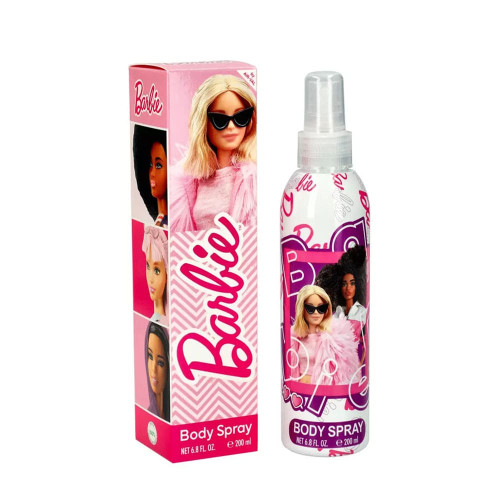 Barbie
Barbie
Body Spray
NET 6.8 FL. OZ. ℮ 200 ml
Barbie
BODY SPRAY
NET 6.8 FL. OZ. ℮ 200 ml